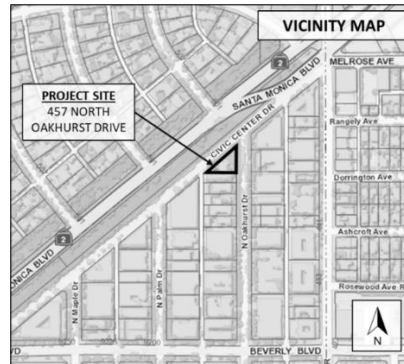 VICINITY MAP
2
MELROSE AVE
SANTA MONICA BLVD
PROJECT SITE
457 NORTH
OAKHURST DRIVE
CIVIC CENTER DR
Rangely Ave
Dorrington Ave
N Oakhurst Dr
Ashcroft Ave
2
MONICA BLVD
N Maple Dr
N Palm Dr
Rosewood Ave
BEVERLY BLVD
N